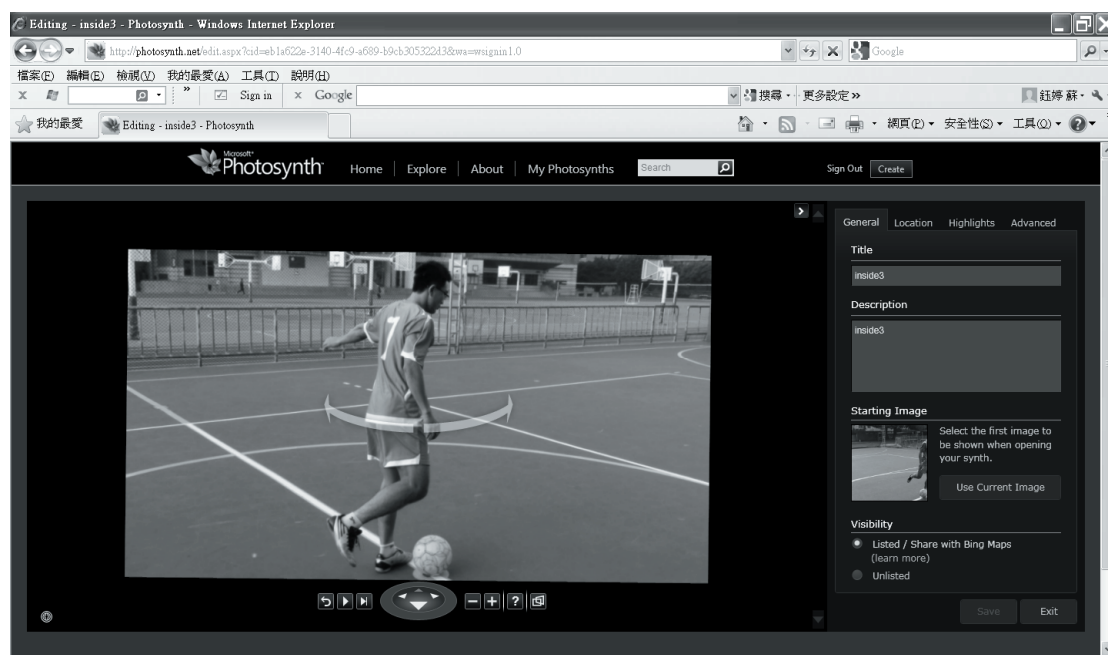 Editing - inside3 - Photosynth - Windows Internet Explorer
http://photosynth.net/edit.aspx?cid=eb1a622e-3140-4fc9-a689-b9cb305322d3&wa=wsignin1.0
Google
檔案(F) 編輯(E) 檢視(V) 我的最愛(A) 工具(T) 說明(H)
x » Sign in x Google 搜尋 更多設定 » 鈺婷 蘇
我的最愛 Editing - inside3 - Photosynth 網頁(P) 安全性(S) 工具(O)
Microsoft
Photosynth Home Explore About My Photosynths Search Sign Out Create
General Location Highlights Advanced
Title
inside3
Description
inside3
7
Starting Image
Select the first image to
be shown when opening
your synth.
Use Current Image
Visibility
Listed / Share with Bing Maps
(learn more)
Unlisted
?
Save Exit